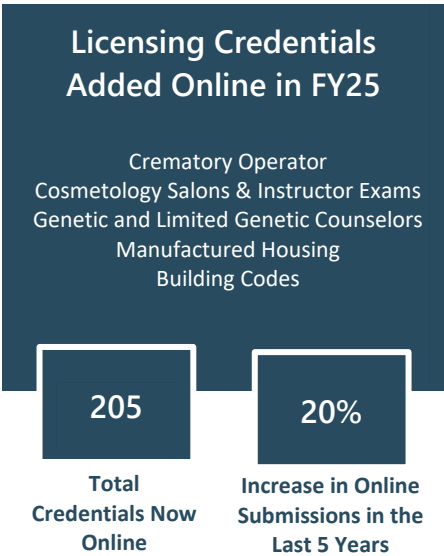 Licensing Credentials
Added Online in FY25
Crematory Operator
Cosmetology Salons & Instructor Exams
Genetic and Limited Genetic Counselors
Manufactured Housing
Building Codes
205
Total
Credentials Now
Online
20%
Increase in Online
Submissions in the
Last 5 Years